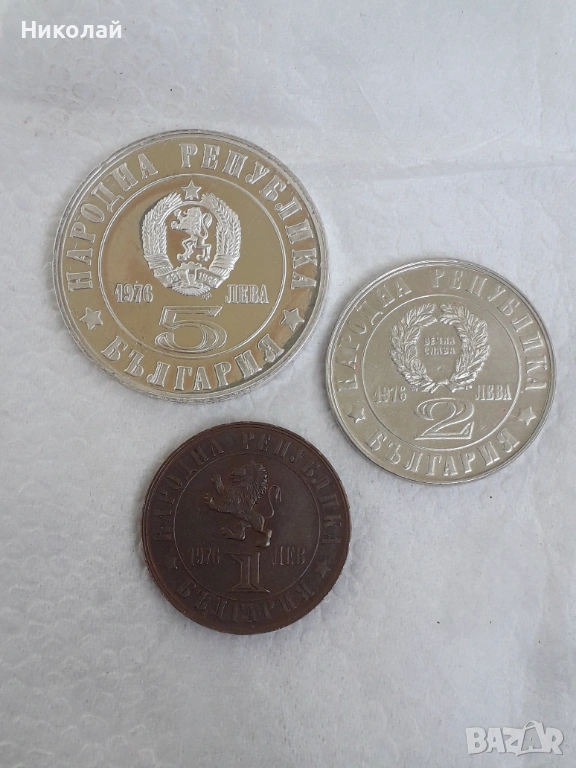 Николай
НАРОДНА РЕПУБЛИКА
1976 ЛЕВА
5
БЪЛГАРИЯ
НАРОДНА РЕПУБЛИКА
ВЕЧНА
СЛАВА
1976 ЛЕВА
2
БЪЛГАРИЯ
НАРОДНА РЕПУБЛИКА
1976 ЛЕВ
1
БЪЛГАРИЯ
BAZAR